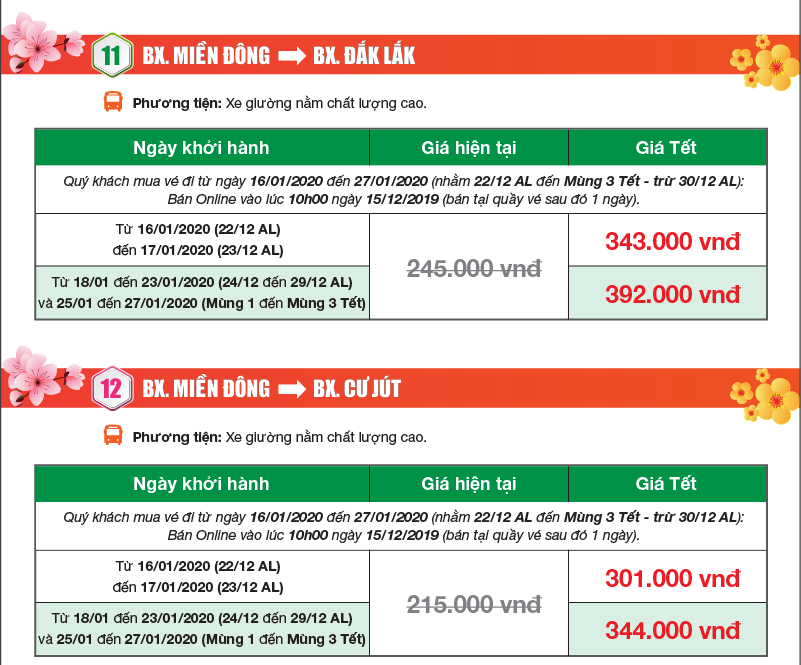 11 BX. MIỀN ĐÔNG ➡ BX. ĐẮK LẮK
Phương tiện: Xe giường nằm chất lượng cao.
Ngày khởi hành Giá hiện tại Giá Tết
Quý khách mua vé đi từ ngày 16/01/2020 đến 27/01/2020 (nhằm 22/12 AL đến Mùng 3 Tết - trừ 30/12 AL):
Bán Online vào lúc 10h00 ngày 15/12/2019 (bán tại quầy vé sau đó 1 ngày).
Từ 16/01/2020 (22/12 AL)
đến 17/01/2020 (23/12 AL)
343.000 vnđ
245.000 vnđ
Từ 18/01 đến 23/01/2020 (24/12 đến 29/12 AL)
và 25/01 đến 27/01/2020 (Mùng 1 đến Mùng 3 Tết)
392.000 vnđ
12 BX. MIỀN ĐÔNG ➡ BX. CƯ JÚT
Phương tiện: Xe giường nằm chất lượng cao.
Ngày khởi hành Giá hiện tại Giá Tết
Quý khách mua vé đi từ ngày 16/01/2020 đến 27/01/2020 (nhằm 22/12 AL đến Mùng 3 Tết - trừ 30/12 AL):
Bán Online vào lúc 10h00 ngày 15/12/2019 (bán tại quầy vé sau đó 1 ngày).
Từ 16/01/2020 (22/12 AL)
đến 17/01/2020 (23/12 AL)
301.000 vnđ
215.000 vnđ
Từ 18/01 đến 23/01/2020 (24/12 đến 29/12 AL)
và 25/01 đến 27/01/2020 (Mùng 1 đến Mùng 3 Tết)
344.000 vnđ